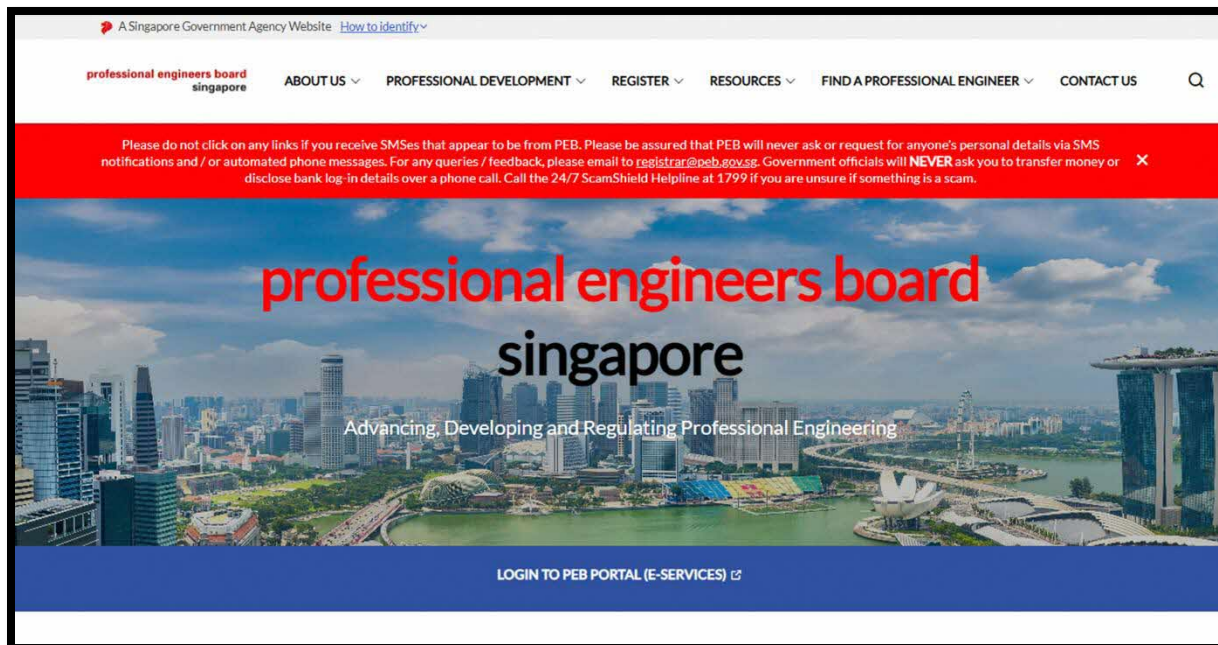 A Singapore Government Agency Website How to identify
professional engineers board
singapore
ABOUT US
PROFESSIONAL DEVELOPMENT
REGISTER
RESOURCES
FIND A PROFESSIONAL ENGINEER
CONTACT US
Please do not click on any links if you receive SMSes that appear to be from PEB. Please be assured that PEB will never ask or request for anyone's personal details via SMS
notifications and / or automated phone messages. For any queries / feedback, please email to registrar@peb.gov.sg. Government officials will NEVER ask you to transfer money or
disclose bank log-in details over a phone call. Call the 24/7 ScamShield Helpline at 1799 if you are unsure if something is a scam.
professional engineers board
singapore
Advancing, Developing and Regulating Professional Engineering
LOGIN TO PEB PORTAL (E-SERVICES)